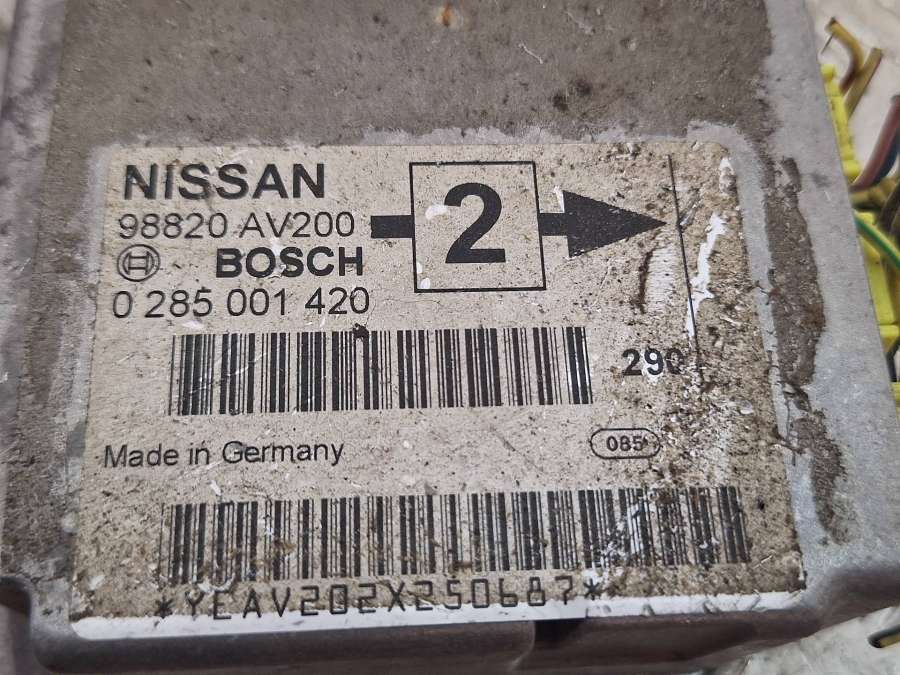 NISSAN
98820 AV200
2
BOSCH
0 285 001 420
290
Made in Germany
085
*YEAV202X250687*